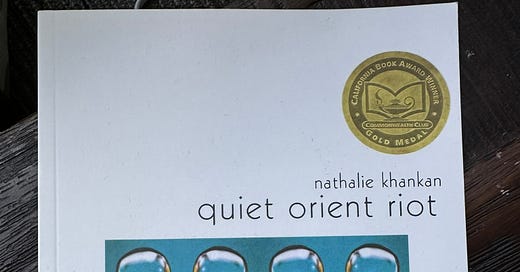 CALIFORNIA BOOK AWARD WINNER
COMMONWEALTH CLUB
GOLD MEDAL
nathalie khankan
quiet orient riot